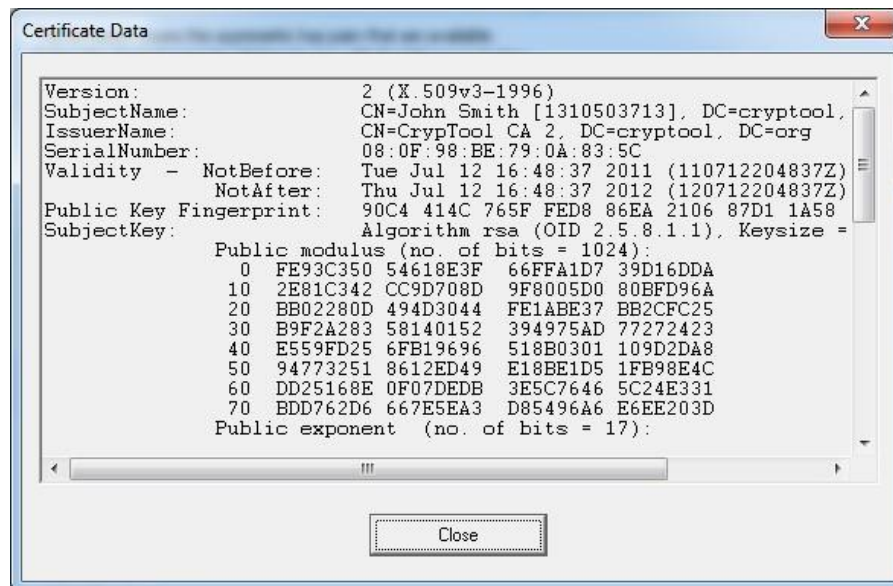 Certificate Data
Version: 2 (X.509v3-1996)
SubjectName: CN=John Smith [1310503713], DC=cryptool,
IssuerName: CN=CrypTool CA 2, DC=cryptool, DC=org
SerialNumber: 08:0F:98:BE:79:0A:83:5C
Validity - NotBefore: Tue Jul 12 16:48:37 2011 (110712204837Z)
NotAfter: Thu Jul 12 16:48:37 2012 (120712204837Z)
Public Key Fingerprint: 90C4 414C 765F FED8 86EA 2106 87D1 1A58
SubjectKey: Algorithm rsa (OID 2.5.8.1.1), Keysize =
Public modulus (no. of bits = 1024):
0 FE93C350 54618E3F 66FFA1D7 39D16DDA
10 2E81C342 CC9D708D 9F8005D0 80BFD96A
20 BB02280D 494D3044 FE1ABE37 BB2CFC25
30 B9F2A283 58140152 394975AD 77272423
40 E559FD25 6FB19696 518B0301 109D2DA8
50 94773251 8612ED49 E18BE1D5 1FB98E4C
60 DD25168E 0F07DEDB 3E5C7646 5C24E331
70 BDD762D6 667E5EA3 D85496A6 E6EE203D
Public exponent (no. of bits = 17):
Close